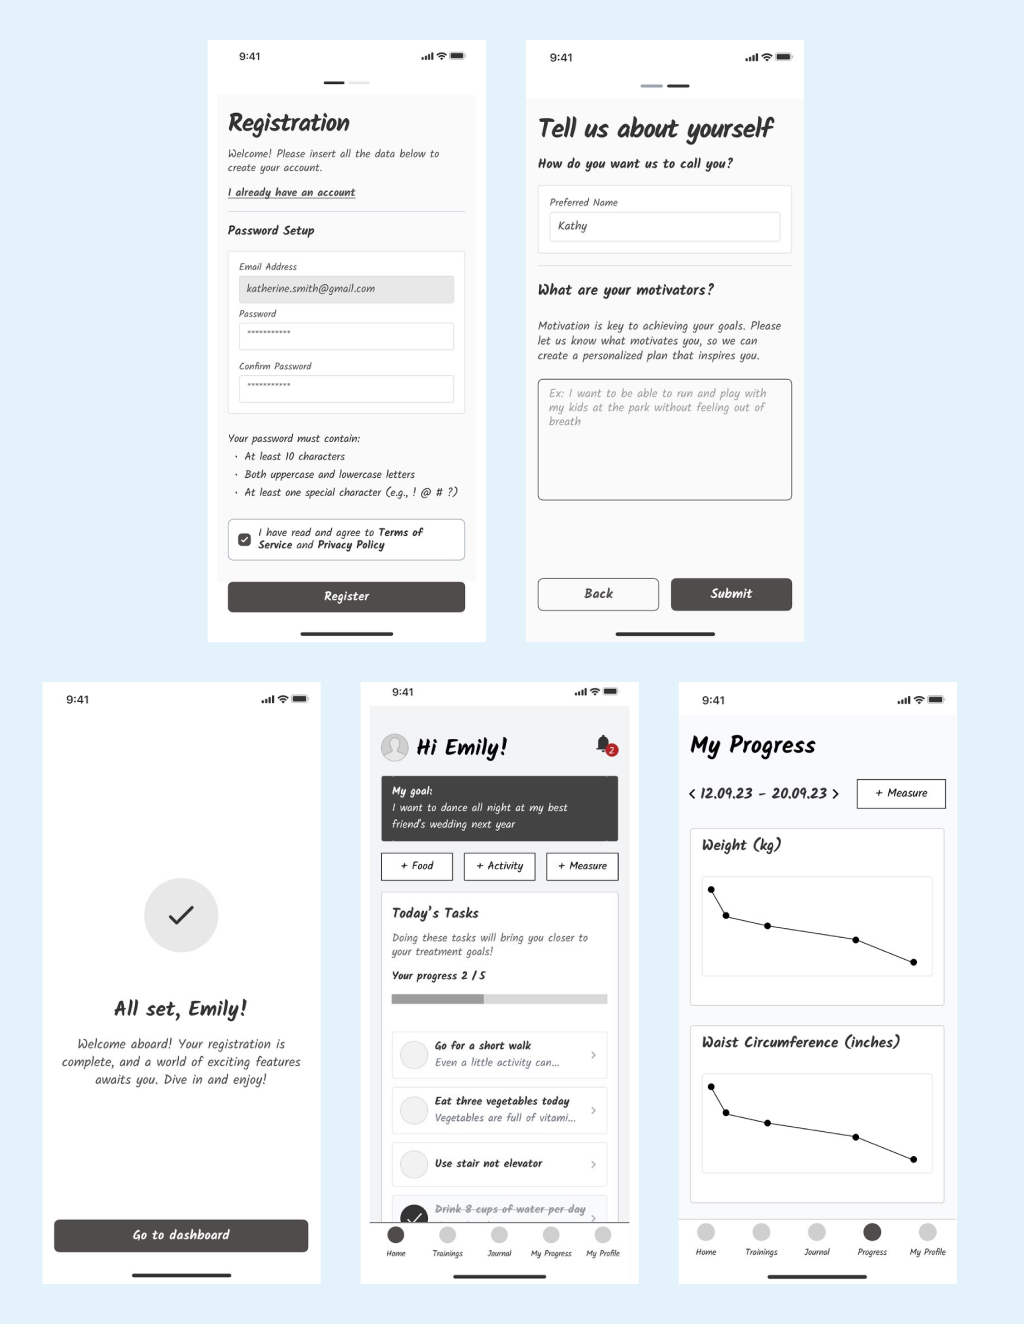 9:41
Registration
Welcome! Please insert all the data below to
create your account.
I already have an account
Password Setup
Email Address
katherine.smith@gmail.com
Password
***********
Confirm Password
***********
Your password must contain:
• At least 10 characters
• Both uppercase and lowercase letters
• At least one special character (e.g., ! @ # ?)
I have read and agree to Terms of
Service and Privacy Policy
Register
9:41
Tell us about yourself
How do you want us to call you?
Preferred Name
Kathy
What are your motivators?
Motivation is key to achieving your goals. Please
let us know what motivates you, so we can
create a personalized plan that inspires you.
Ex: I want to be able to run and play with
my kids at the park without feeling out of
breath
Back
Submit
9:41
All set, Emily!
Welcome aboard! Your registration is
complete, and a world of exciting features
awaits you. Dive in and enjoy!
Go to dashboard
9:41
Hi Emily!
2
My goal:
I want to dance all night at my best
friend's wedding next year
+ Food
+ Activity
+ Measure
Today's Tasks
Doing these tasks will bring you closer to
your treatment goals!
Your progress 2 / 5
Go for a short walk
Even a little activity can...
Eat three vegetables today
Vegetables are full of vitami...
Use stair not elevator
Drink 8 cups of water per day
Home
Trainings
Journal
My Progress
My Profile
9:41
My Progress
< 12.09.23 - 20.09.23 >
+ Measure
Weight (kg)
Waist Circumference (inches)
Home
Trainings
Journal
Progress
My Profile